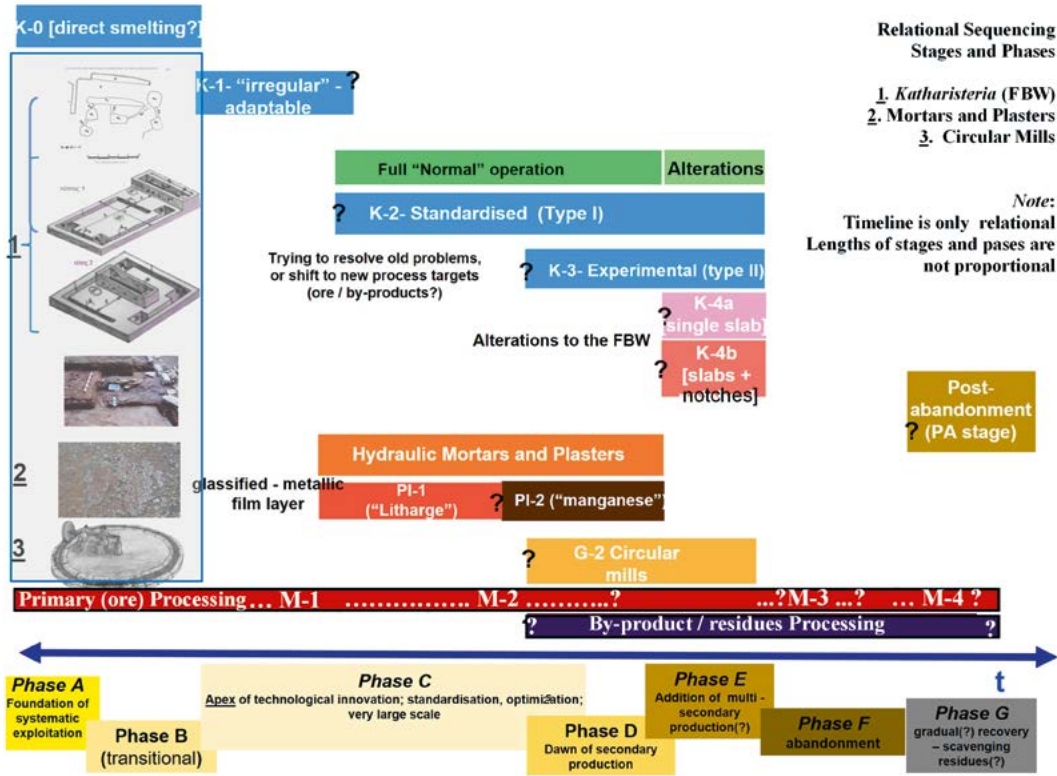 K-0 [direct smelting?]
Relational Sequencing
Stages and Phases
1. Katharisteria (FBW)
2. Mortars and Plasters
3. Circular Mills
Note:
Timeline is only relational
Lengths of stages and pases are
not proportional
K-1- “irregular” - ?
adaptable
Full “Normal” operation
Alterations
? K-2- Standardised (Type I)
1
Trying to resolve old problems,
or shift to new process targets
(ore / by-products?)
? K-3- Experimental (type II)
Alterations to the FBW
? K-4a
[single slab]
? K-4b
[slabs +
notches]
Post-
abandonment
? (PA stage)
2
Hydraulic Mortars and Plasters
glassified - metallic
film layer
PI-1
(“Litharge”)
? PI-2 (“manganese”)
3
? G-2 Circular
mills
Primary (ore) Processing... M-1 ................... M-2 ............? ...?M-3 ...? ... M-4 ?
? By-product / residues Processing ?
t
Phase A
Foundation of
systematic
exploitation
Phase B
(transitional)
Phase C
Apex of technological innovation; standardisation, optimization;
very large scale
Phase D
Dawn of secondary
production
Phase E
Addition of multi -
secondary
production(?)
Phase F
abandonment
Phase G
gradual(?) recovery
– scavenging
residues(?)